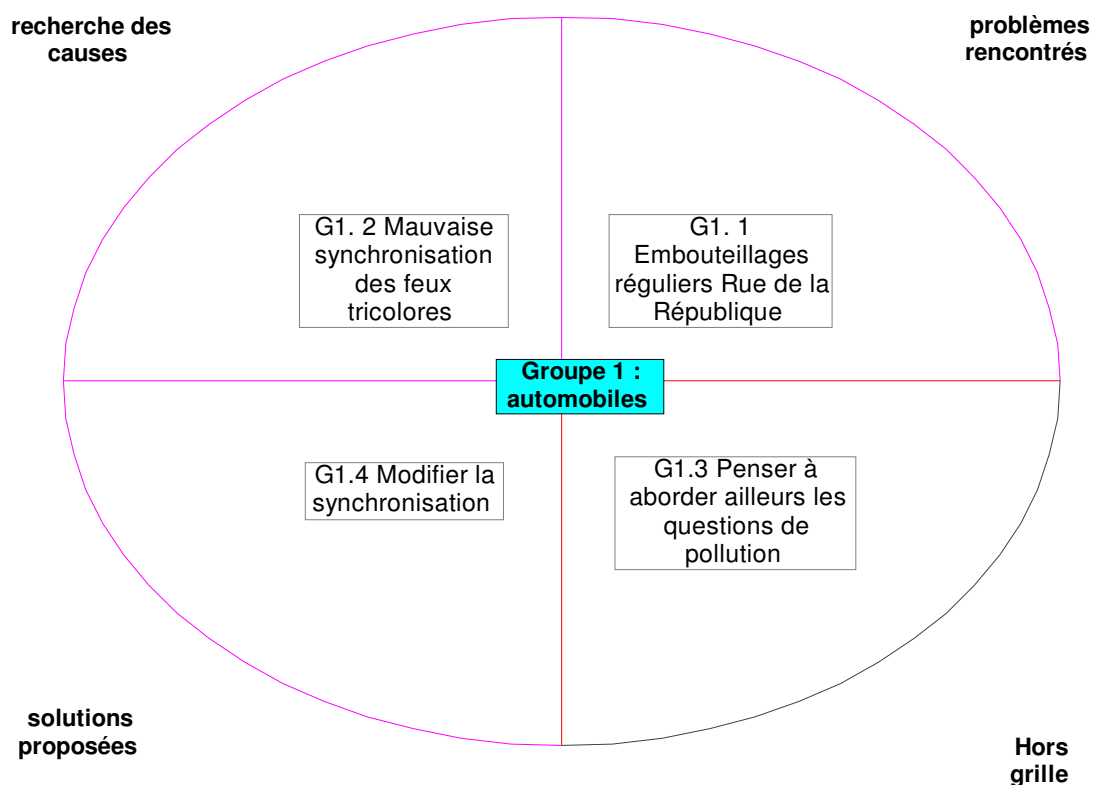 recherche des
causes
problèmes
rencontrés
G1. 2 Mauvaise
synchronisation
des feux
tricolores
G1. 1
Embouteillages
réguliers Rue de la
République
Groupe 1 :
automobiles
G1.4 Modifier la
synchronisation
G1.3 Penser à
aborder ailleurs les
questions de
pollution
solutions
proposées
Hors
grille